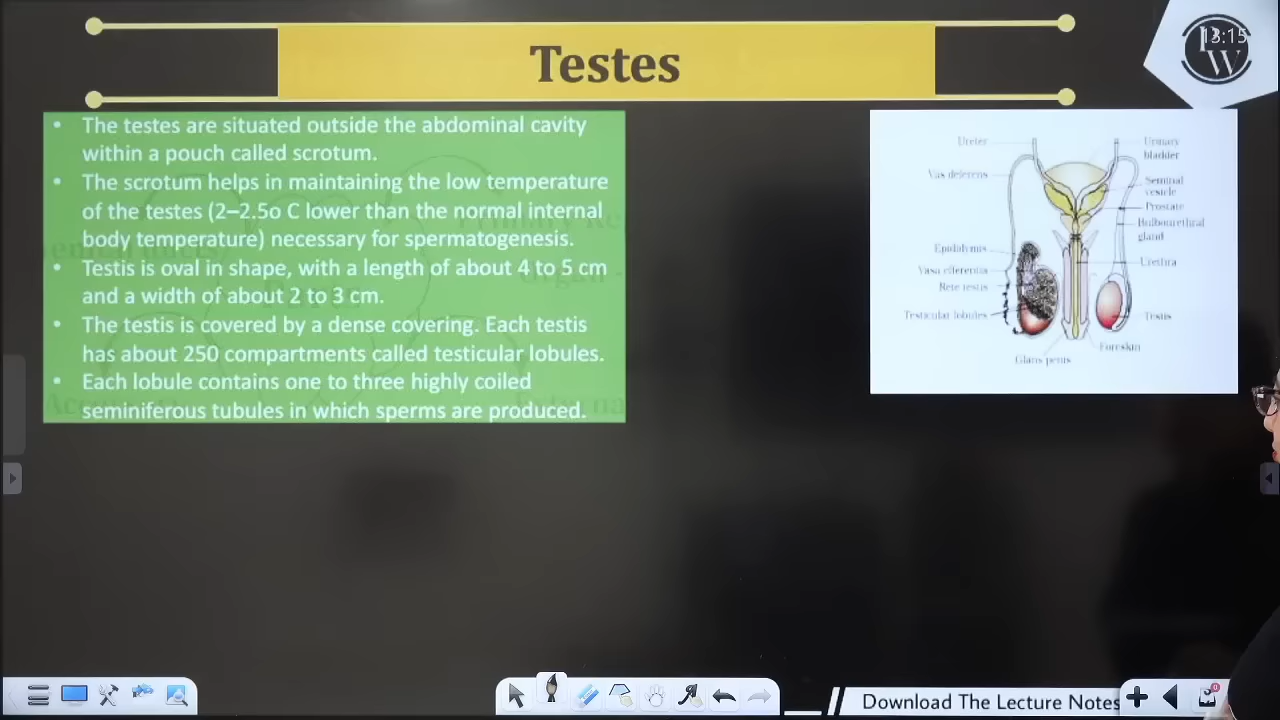 Testes
13:15
PW
• The testes are situated outside the abdominal cavity
within a pouch called scrotum.
• The scrotum helps in maintaining the low temperature
of the testes (2–2.5o C lower than the normal internal
body temperature) necessary for spermatogenesis.
• Testis is oval in shape, with a length of about 4 to 5 cm
and a width of about 2 to 3 cm.
• The testis is covered by a dense covering. Each testis
has about 250 compartments called testicular lobules.
• Each lobule contains one to three highly coiled
seminiferous tubules in which sperms are produced.
Ureter
Vas deferens
Epididymis
Vasa efferentia
Rete testis
Testicular lobules
Glans penis
Urinary
bladder
Seminal
vesicle
Prostate
Bulbourethral
gland
Urethra
Testis
Foreskin
Download The Lecture Notes